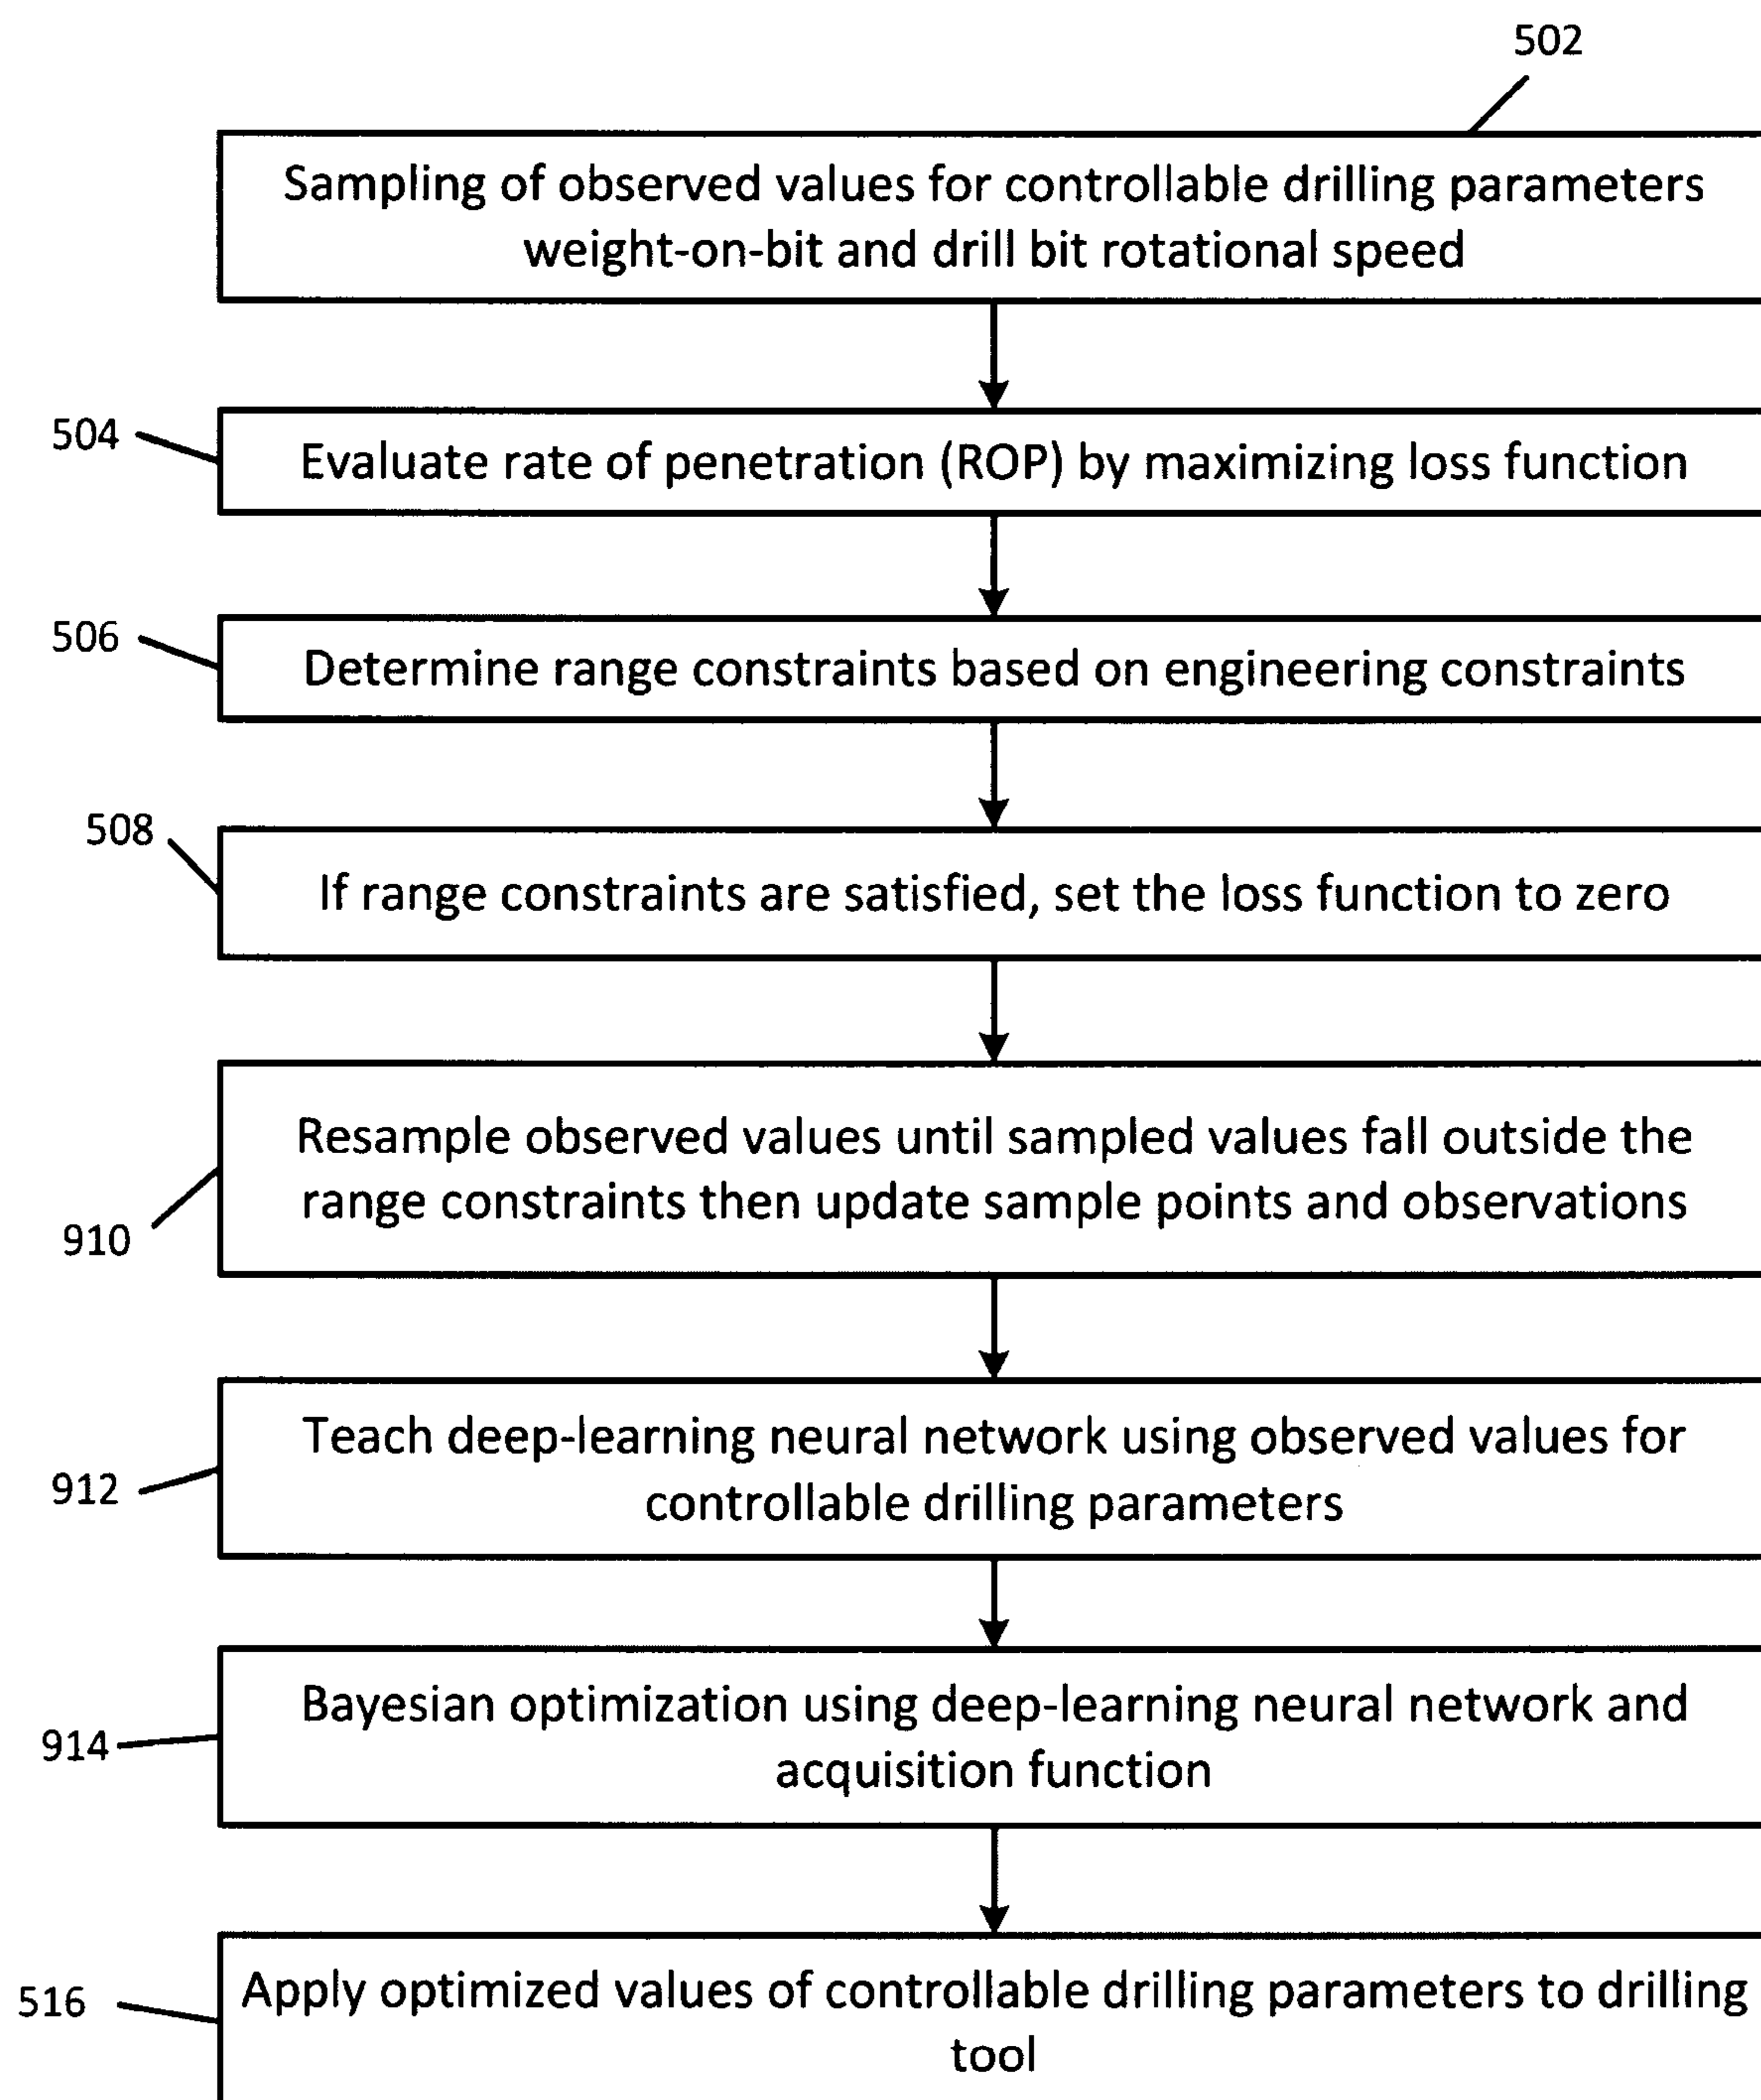 502
Sampling of observed values for controllable drilling parameters
weight-on-bit and drill bit rotational speed
504
Evaluate rate of penetration (ROP) by maximizing loss function
506
Determine range constraints based on engineering constraints
508
If range constraints are satisfied, set the loss function to zero
Resample observed values until sampled values fall outside the
range constraints then update sample points and observations
910
Teach deep-learning neural network using observed values for
controllable drilling parameters
912
Bayesian optimization using deep-learning neural network and
acquisition function
914
Apply optimized values of controllable drilling parameters to drilling
tool
516